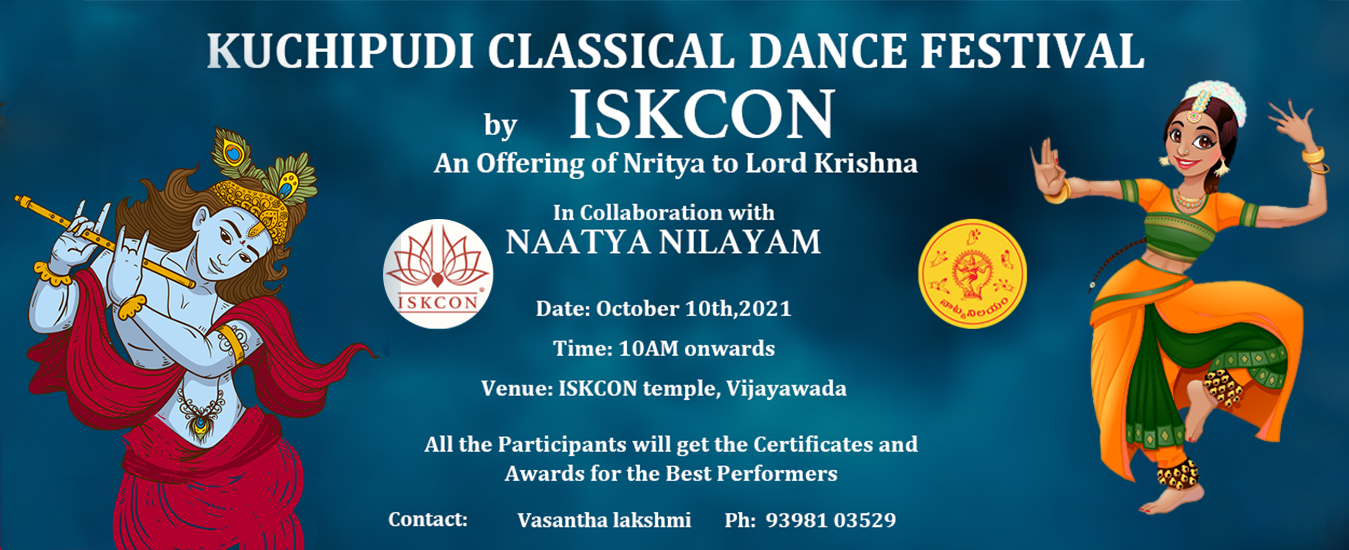 KUCHIPUDI CLASSICAL DANCE FESTIVAL
by ISKCON
An Offering of Nritya to Lord Krishna
In Collaboration with
NAATYA NILAYAM
ISKCON®
నాట్య నిలయం
Date: October 10th,2021
Time: 10AM onwards
Venue: ISKCON temple, Vijayawada
All the Participants will get the Certificates and
Awards for the Best Performers
Contact: Vasantha lakshmi Ph: 93981 03529